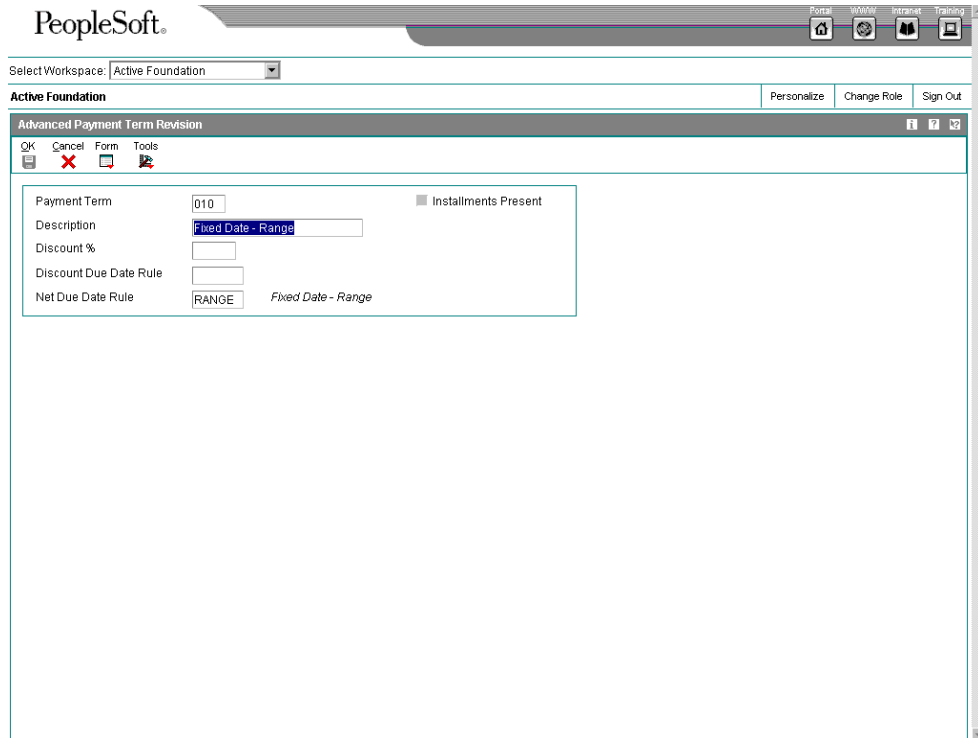 Portal WWW Intranet Training
PeopleSoft®
Select Workspace: Active Foundation
Active Foundation Personalize Change Role Sign Out
Advanced Payment Term Revision
OK Cancel Form Tools
Payment Term 010 Installments Present
Description Fixed Date - Range
Discount %
Discount Due Date Rule
Net Due Date Rule RANGE Fixed Date - Range